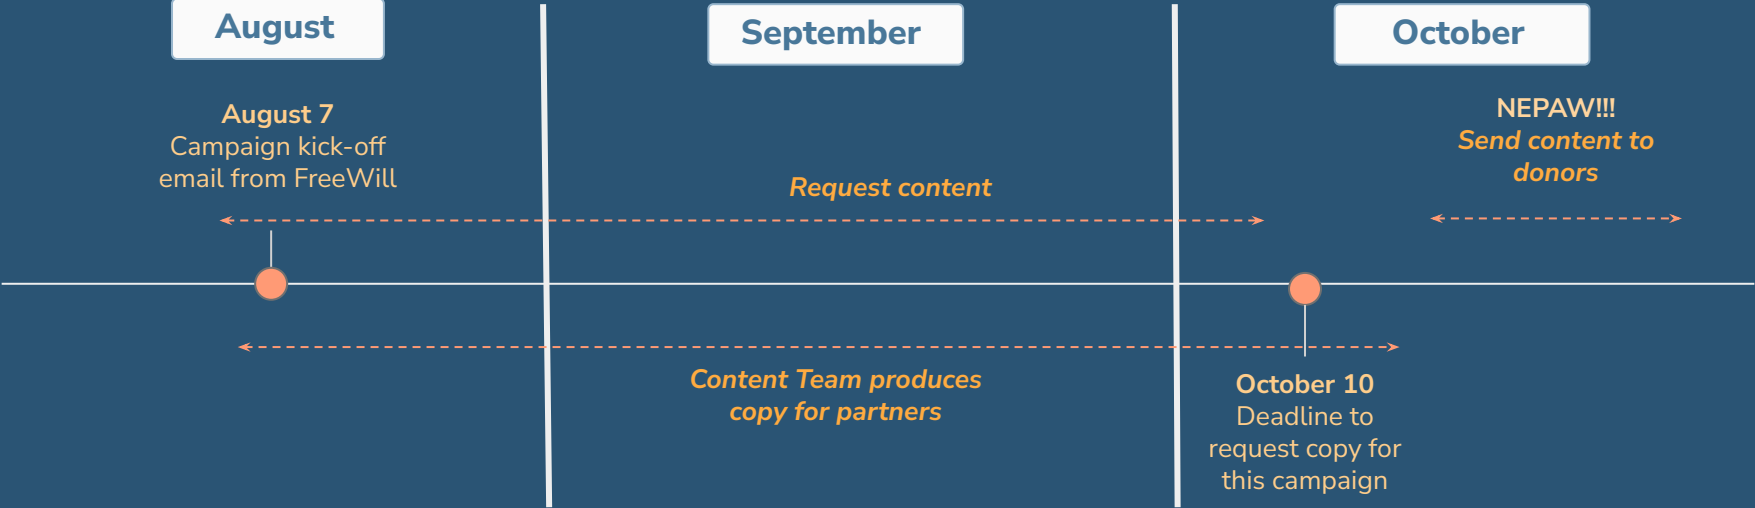 August
September
October
August 7
Campaign kick-off
email from FreeWill
Request content
NEPAW!!!
Send content to
donors
Content Team produces
copy for partners
October 10
Deadline to
request copy for
this campaign